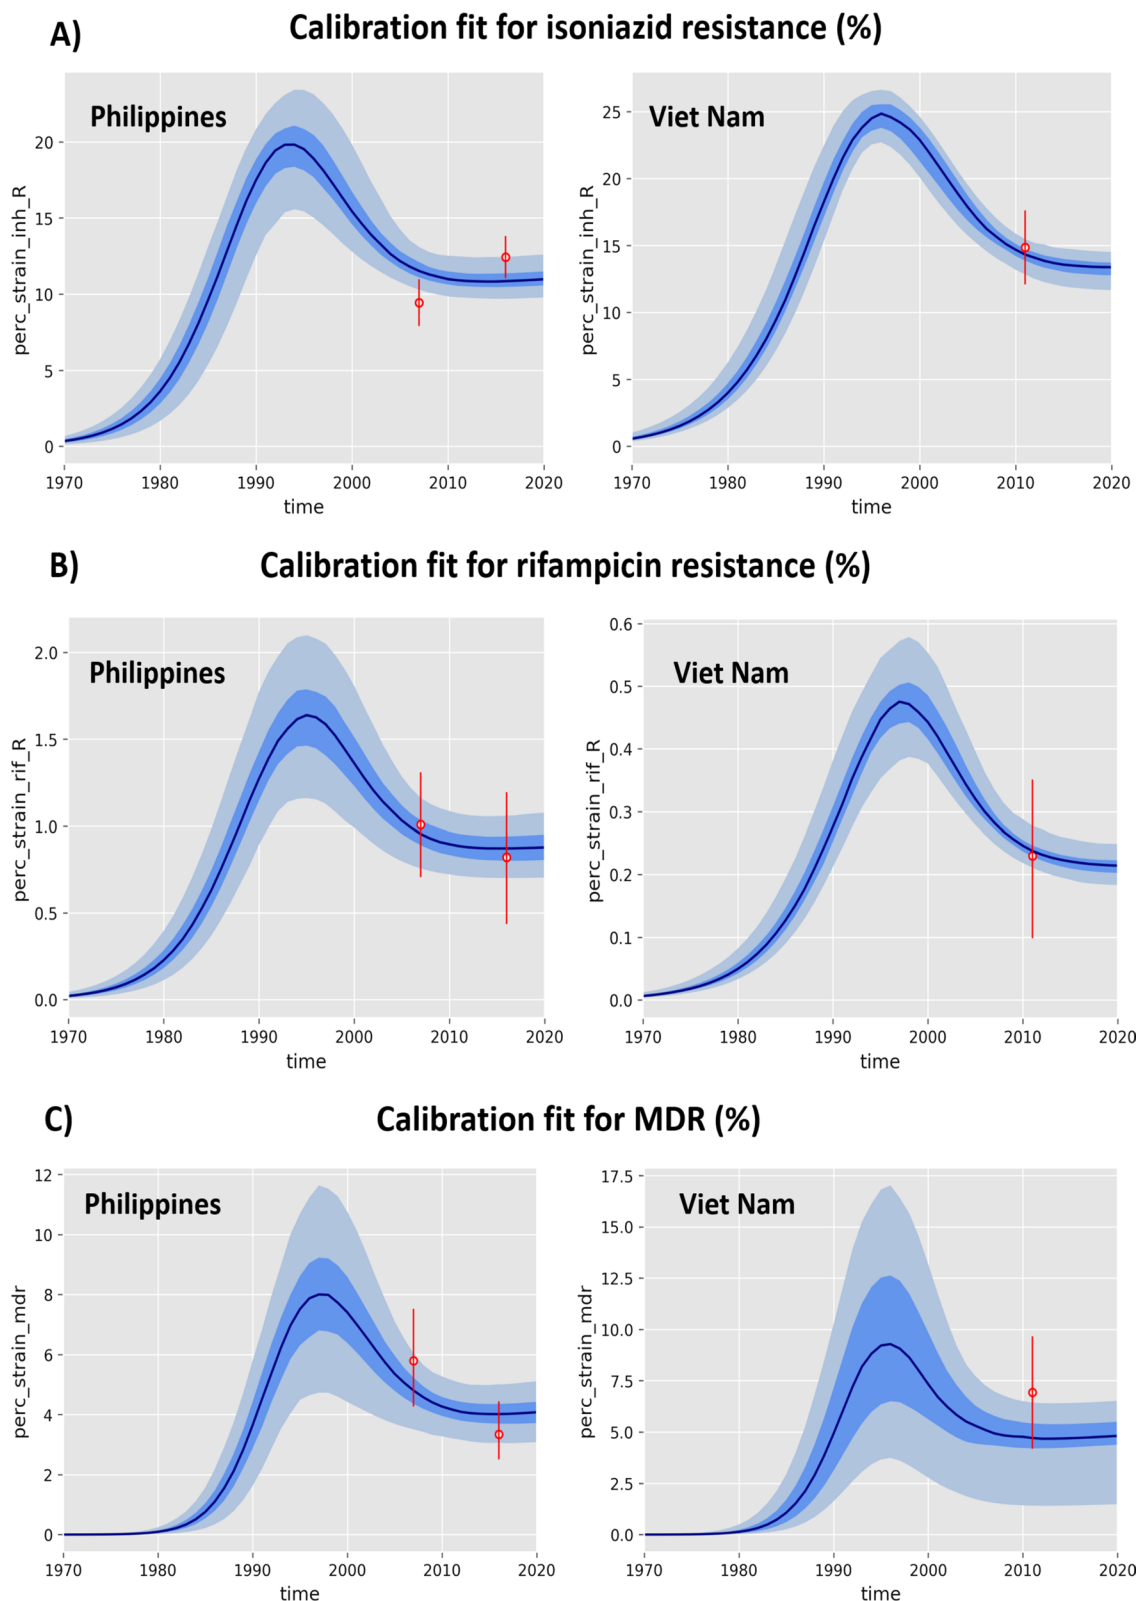 A)
Calibration fit for isoniazid resistance (%)
Philippines
perc_strain_inh_R
20
15
10
5
0
1970 1980 1990 2000 2010 2020
time
Viet Nam
perc_strain_inh_R
25
20
15
10
5
0
1970 1980 1990 2000 2010 2020
time
B)
Calibration fit for rifampicin resistance (%)
Philippines
perc_strain_rif_R
2.0
1.5
1.0
0.5
0.0
1970 1980 1990 2000 2010 2020
time
Viet Nam
perc_strain_rif_R
0.6
0.5
0.4
0.3
0.2
0.1
0.0
1970 1980 1990 2000 2010 2020
time
C)
Calibration fit for MDR (%)
Philippines
perc_strain_mdr
12
10
8
6
4
2
0
1970 1980 1990 2000 2010 2020
time
Viet Nam
perc_strain_mdr
17.5
15.0
12.5
10.0
7.5
5.0
2.5
0.0
1970 1980 1990 2000 2010 2020
time